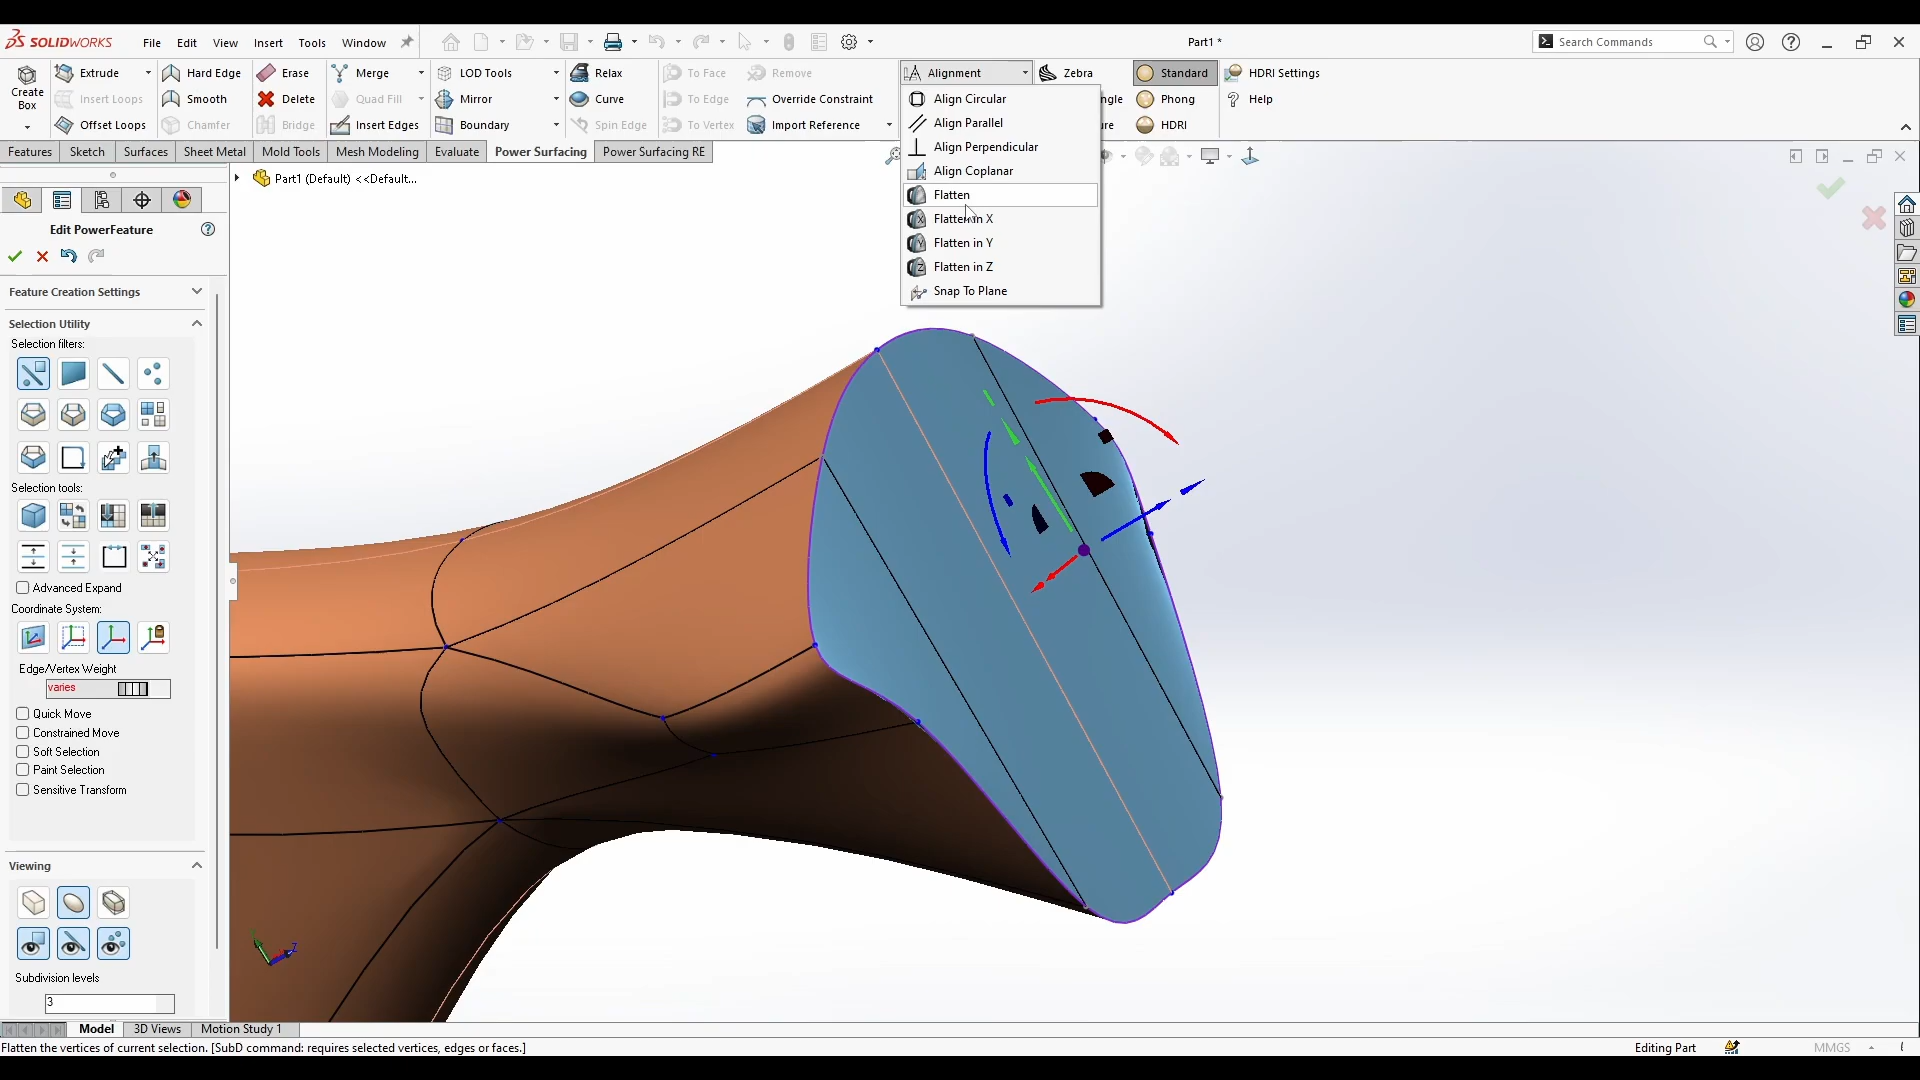 SOLIDWORKS File Edit View Insert Tools Window Part1 * Search Commands
Create Box
Extrude Hard Edge Erase Merge LOD Tools Relax To Face Remove Alignment Zebra Standard HDRI Settings
Insert Loops Smooth Delete Quad Fill Mirror Curve To Edge Override Constraint ngle Phong Help
Offset Loops Chamfer Bridge Insert Edges Boundary Spin Edge To Vertex Import Reference ure HDRI
Align Circular
Align Parallel
Align Perpendicular
Align Coplanar
Flatten
Flatten in X
Flatten in Y
Flatten in Z
Snap To Plane
Features Sketch Surfaces Sheet Metal Mold Tools Mesh Modeling Evaluate Power Surfacing Power Surfacing RE
Part1 (Default) <<Default...
Edit PowerFeature
Feature Creation Settings
Selection Utility
Selection filters:
Selection tools:
Advanced Expand
Coordinate System:
Edge/Vertex Weight
varies
Quick Move
Constrained Move
Soft Selection
Paint Selection
Sensitive Transform
Viewing
Subdivision levels
3
Z
Model 3D Views Motion Study 1
Flatten the vertices of current selection. [SubD command: requires selected vertices, edges or faces.] Editing Part MMGS